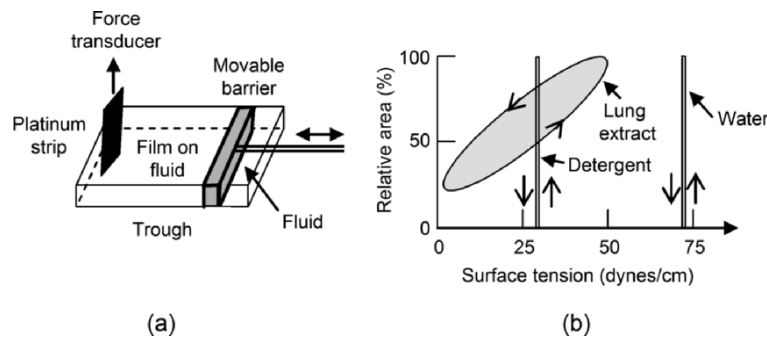 Force
transducer
Movable
barrier
Platinum
strip
Film on
fluid
Fluid
Trough
(a)
Relative area (%)
100
50
0
Lung
extract
Detergent
Water
0
25
50
75
Surface tension (dynes/cm)
(b)